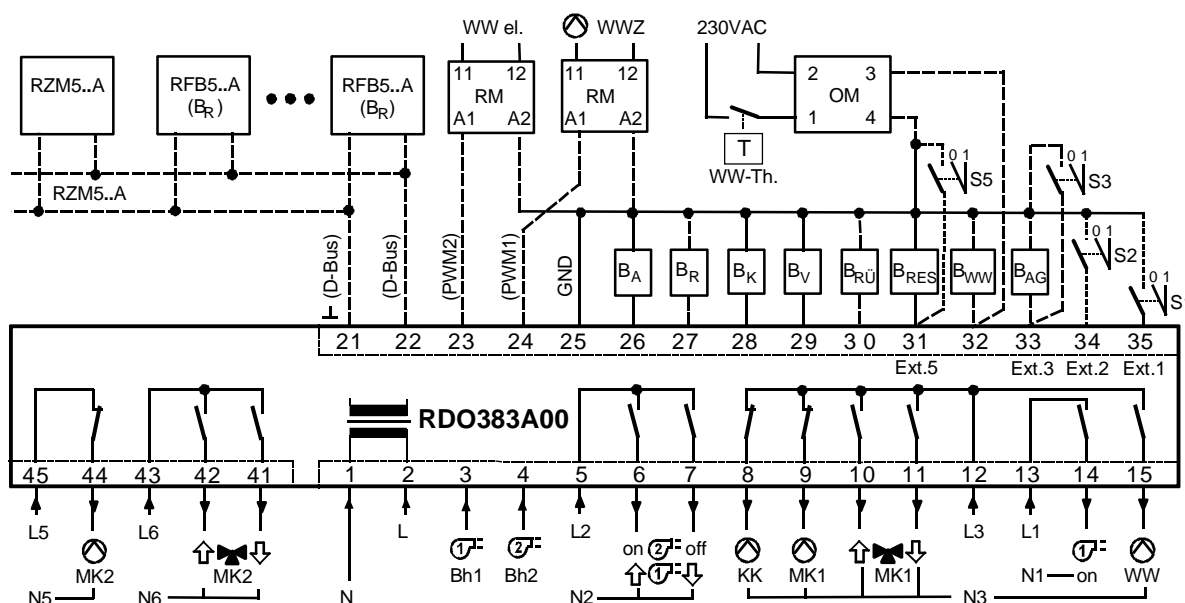 WW el. WWZ 230VAC
RZM5..A RFB5..A (BR) RFB5..A (BR)
11 12 RM A1 A2
11 12 RM A1 A2
2 3 OM 1 4
T
WW-Th.
0 1 S5
0 1 S3
RZM5..A
(D-Bus) (D-Bus) (PWM2) (PWM1) GND
BA BR BK BV BRÜ BRES BWW BAG
0 1 S2
0 1 S
21 22 23 24 25 26 27 28 29 30 31 32 33 34 35
Ext.5 Ext.3 Ext.2 Ext.1
RDO383A00
45 44 43 42 41 1 2 3 4 5 6 7 8 9 10 11 12 13 14 15
L5 L6 L L2 L3 L1
1 2 on 2 off 1
MK2 MK2 Bh1 Bh2 1 KK MK1 MK1 N1 on WW
N5 N6 N N2 N3